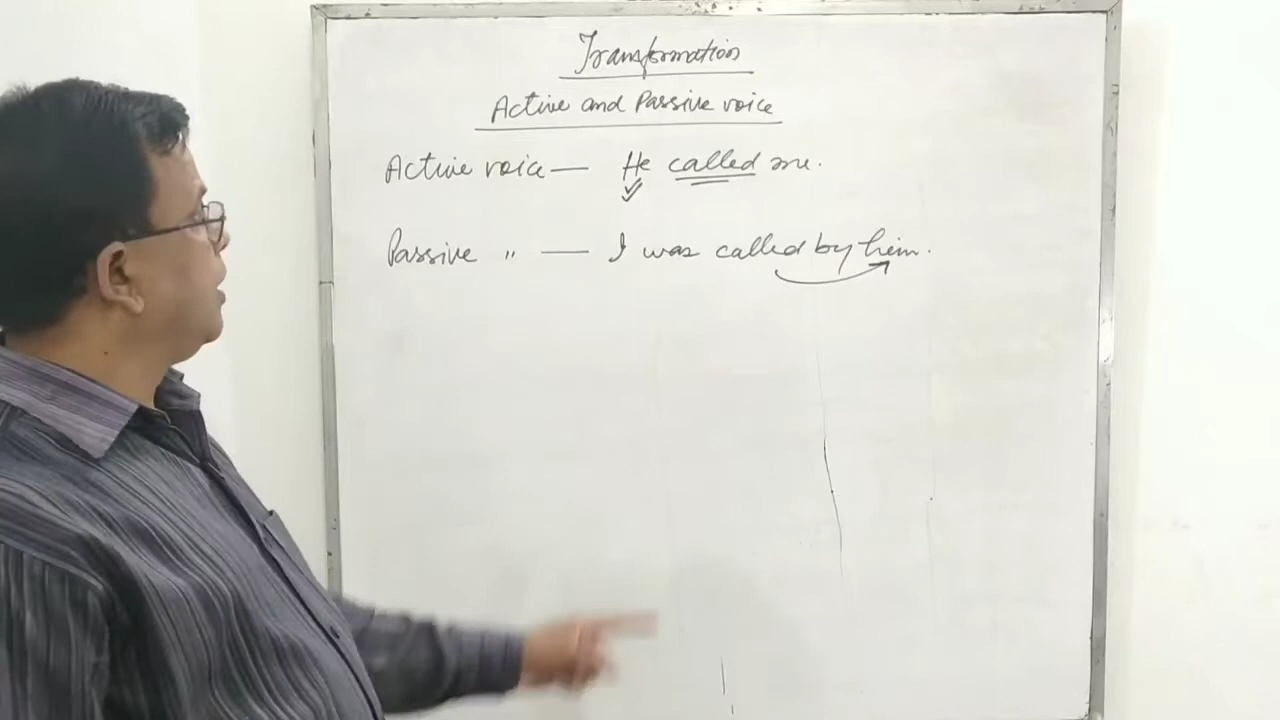 Transformation
Active and Passive voice
Active voice — He called me.
Passive " — I was called by him.